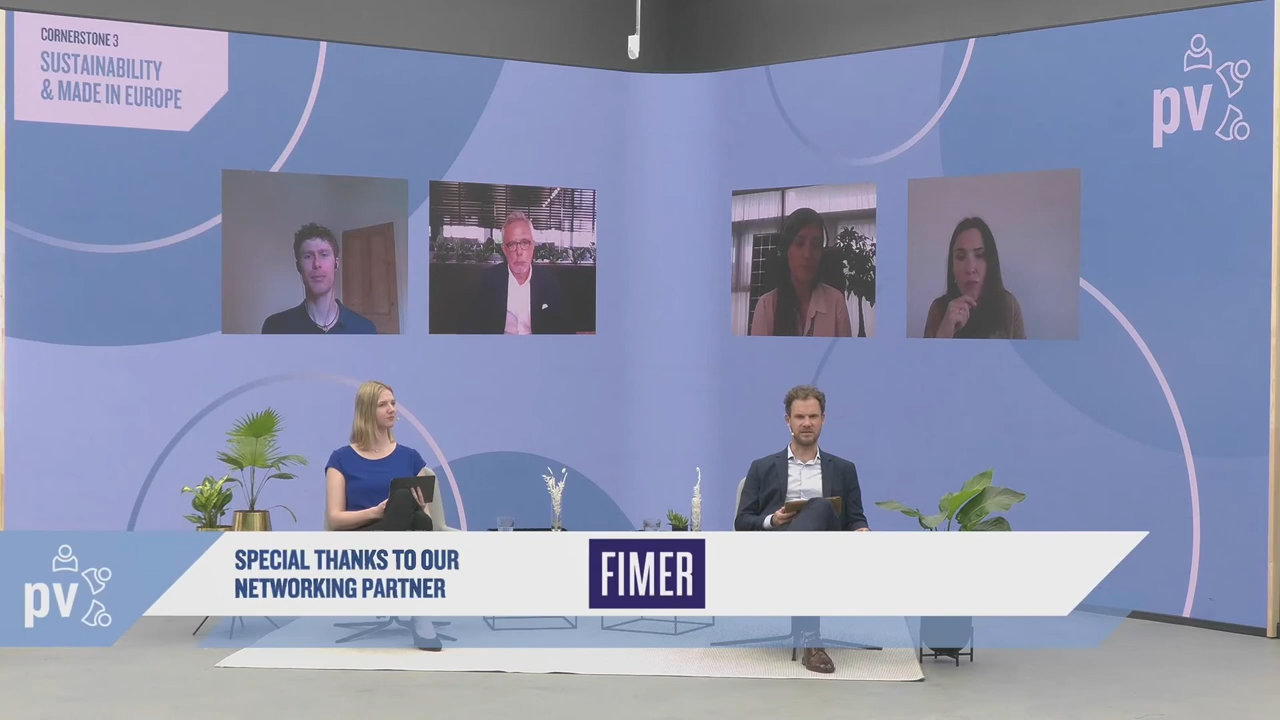 CORNERSTONE 3
SUSTAINABILITY
& MADE IN EUROPE
pv
SPECIAL THANKS TO OUR
NETWORKING PARTNER
FIMER
pv